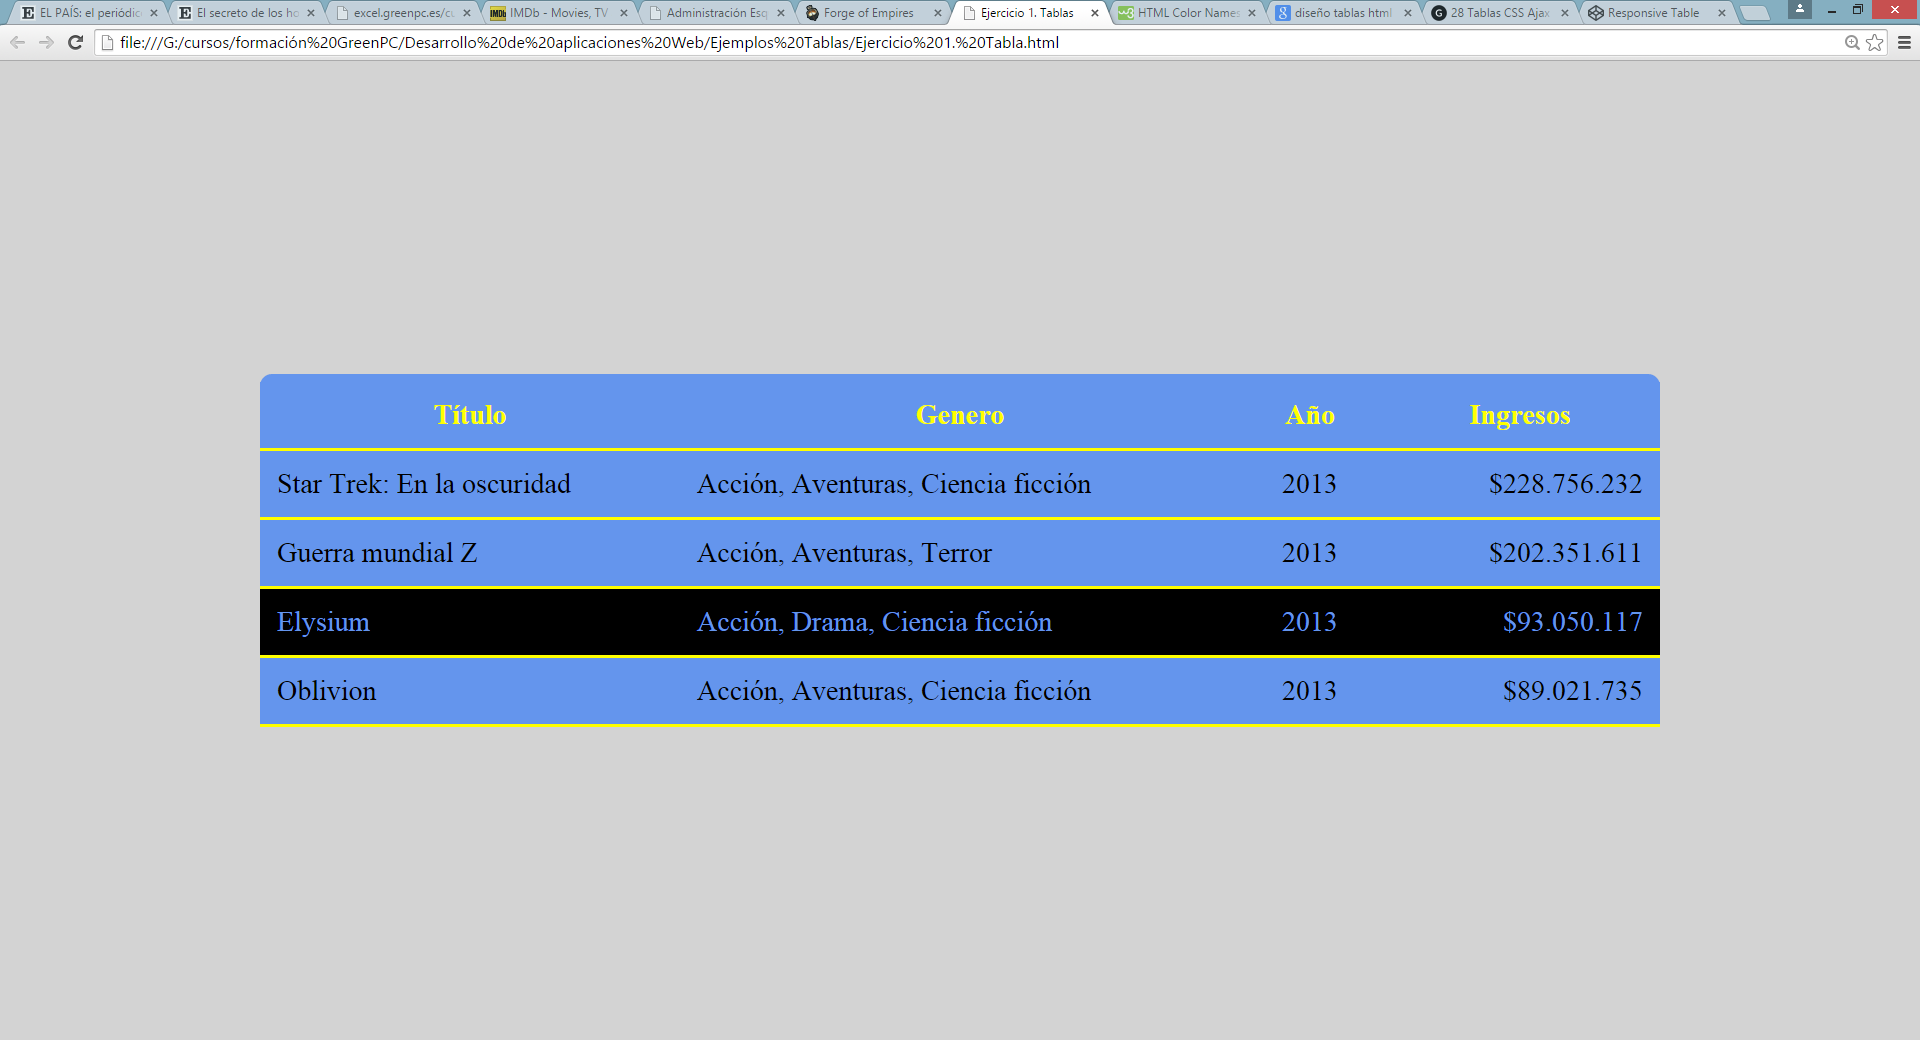 EL PAÍS: el periódic El secreto de los ho excel.greenpc.es/cu IMDb - Movies, TV Administración Esq Forge of Empires Ejercicio 1. Tablas HTML Color Names diseño tablas html 28 Tablas CSS Ajax Responsive Table
file:///G:/cursos/formación%20GreenPC/Desarrollo%20de%20aplicaciones%20Web/Ejemplos%20Tablas/Ejercicio%201.%20Tabla.html
Título Genero Año Ingresos
Star Trek: En la oscuridad Acción, Aventuras, Ciencia ficción 2013 $228.756.232
Guerra mundial Z Acción, Aventuras, Terror 2013 $202.351.611
Elysium Acción, Drama, Ciencia ficción 2013 $93.050.117
Oblivion Acción, Aventuras, Ciencia ficción 2013 $89.021.735